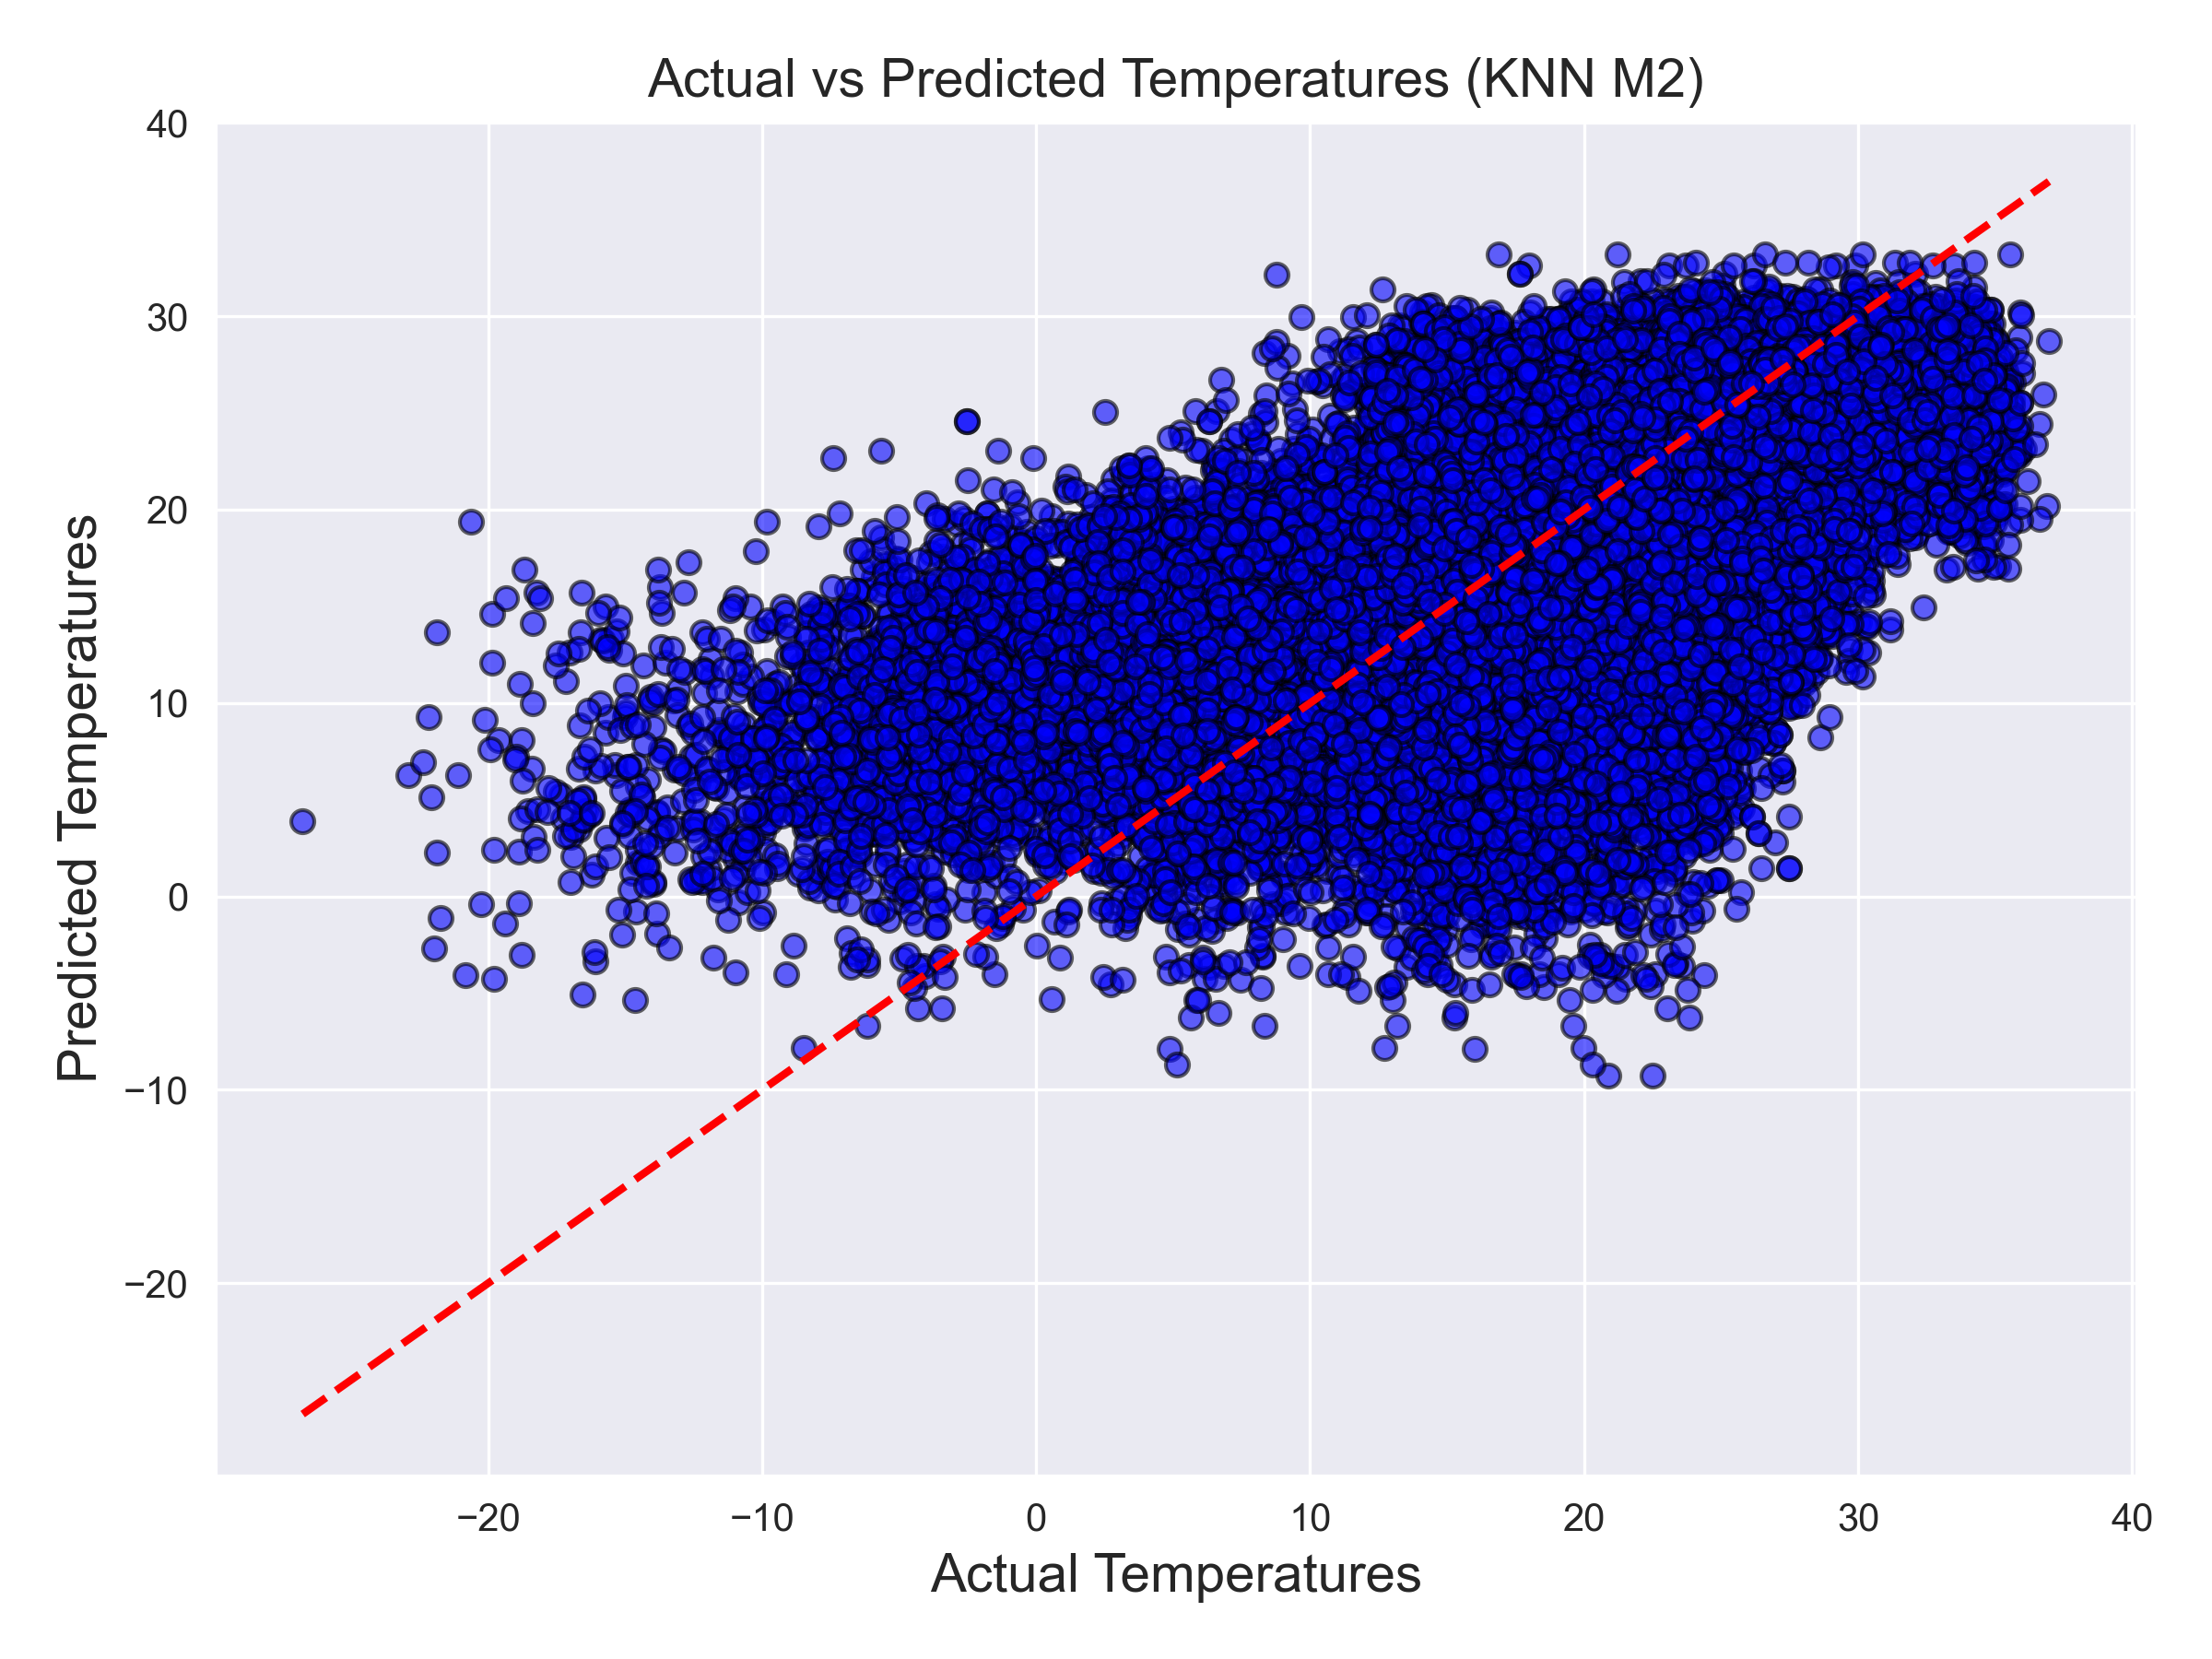 Actual vs Predicted Temperatures (KNN M2)
40
30
20
10
0
−10
−20
Predicted Temperatures
−20 −10 0 10 20 30 40
Actual Temperatures